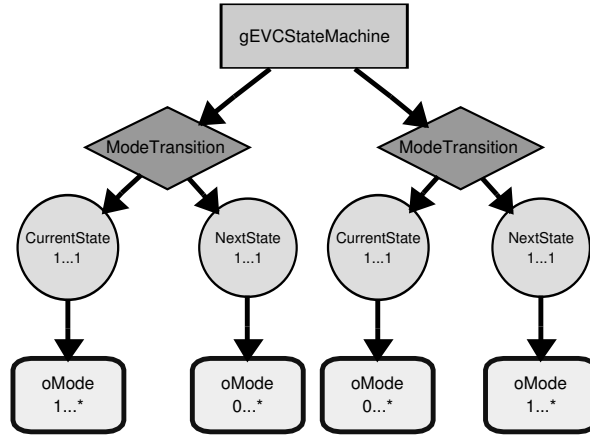 gEVCStateMachine
ModeTransition
ModeTransition
CurrentState
1...1
NextState
1...1
CurrentState
1...1
NextState
1...1
oMode
1...*
oMode
0...*
oMode
0...*
oMode
1...*